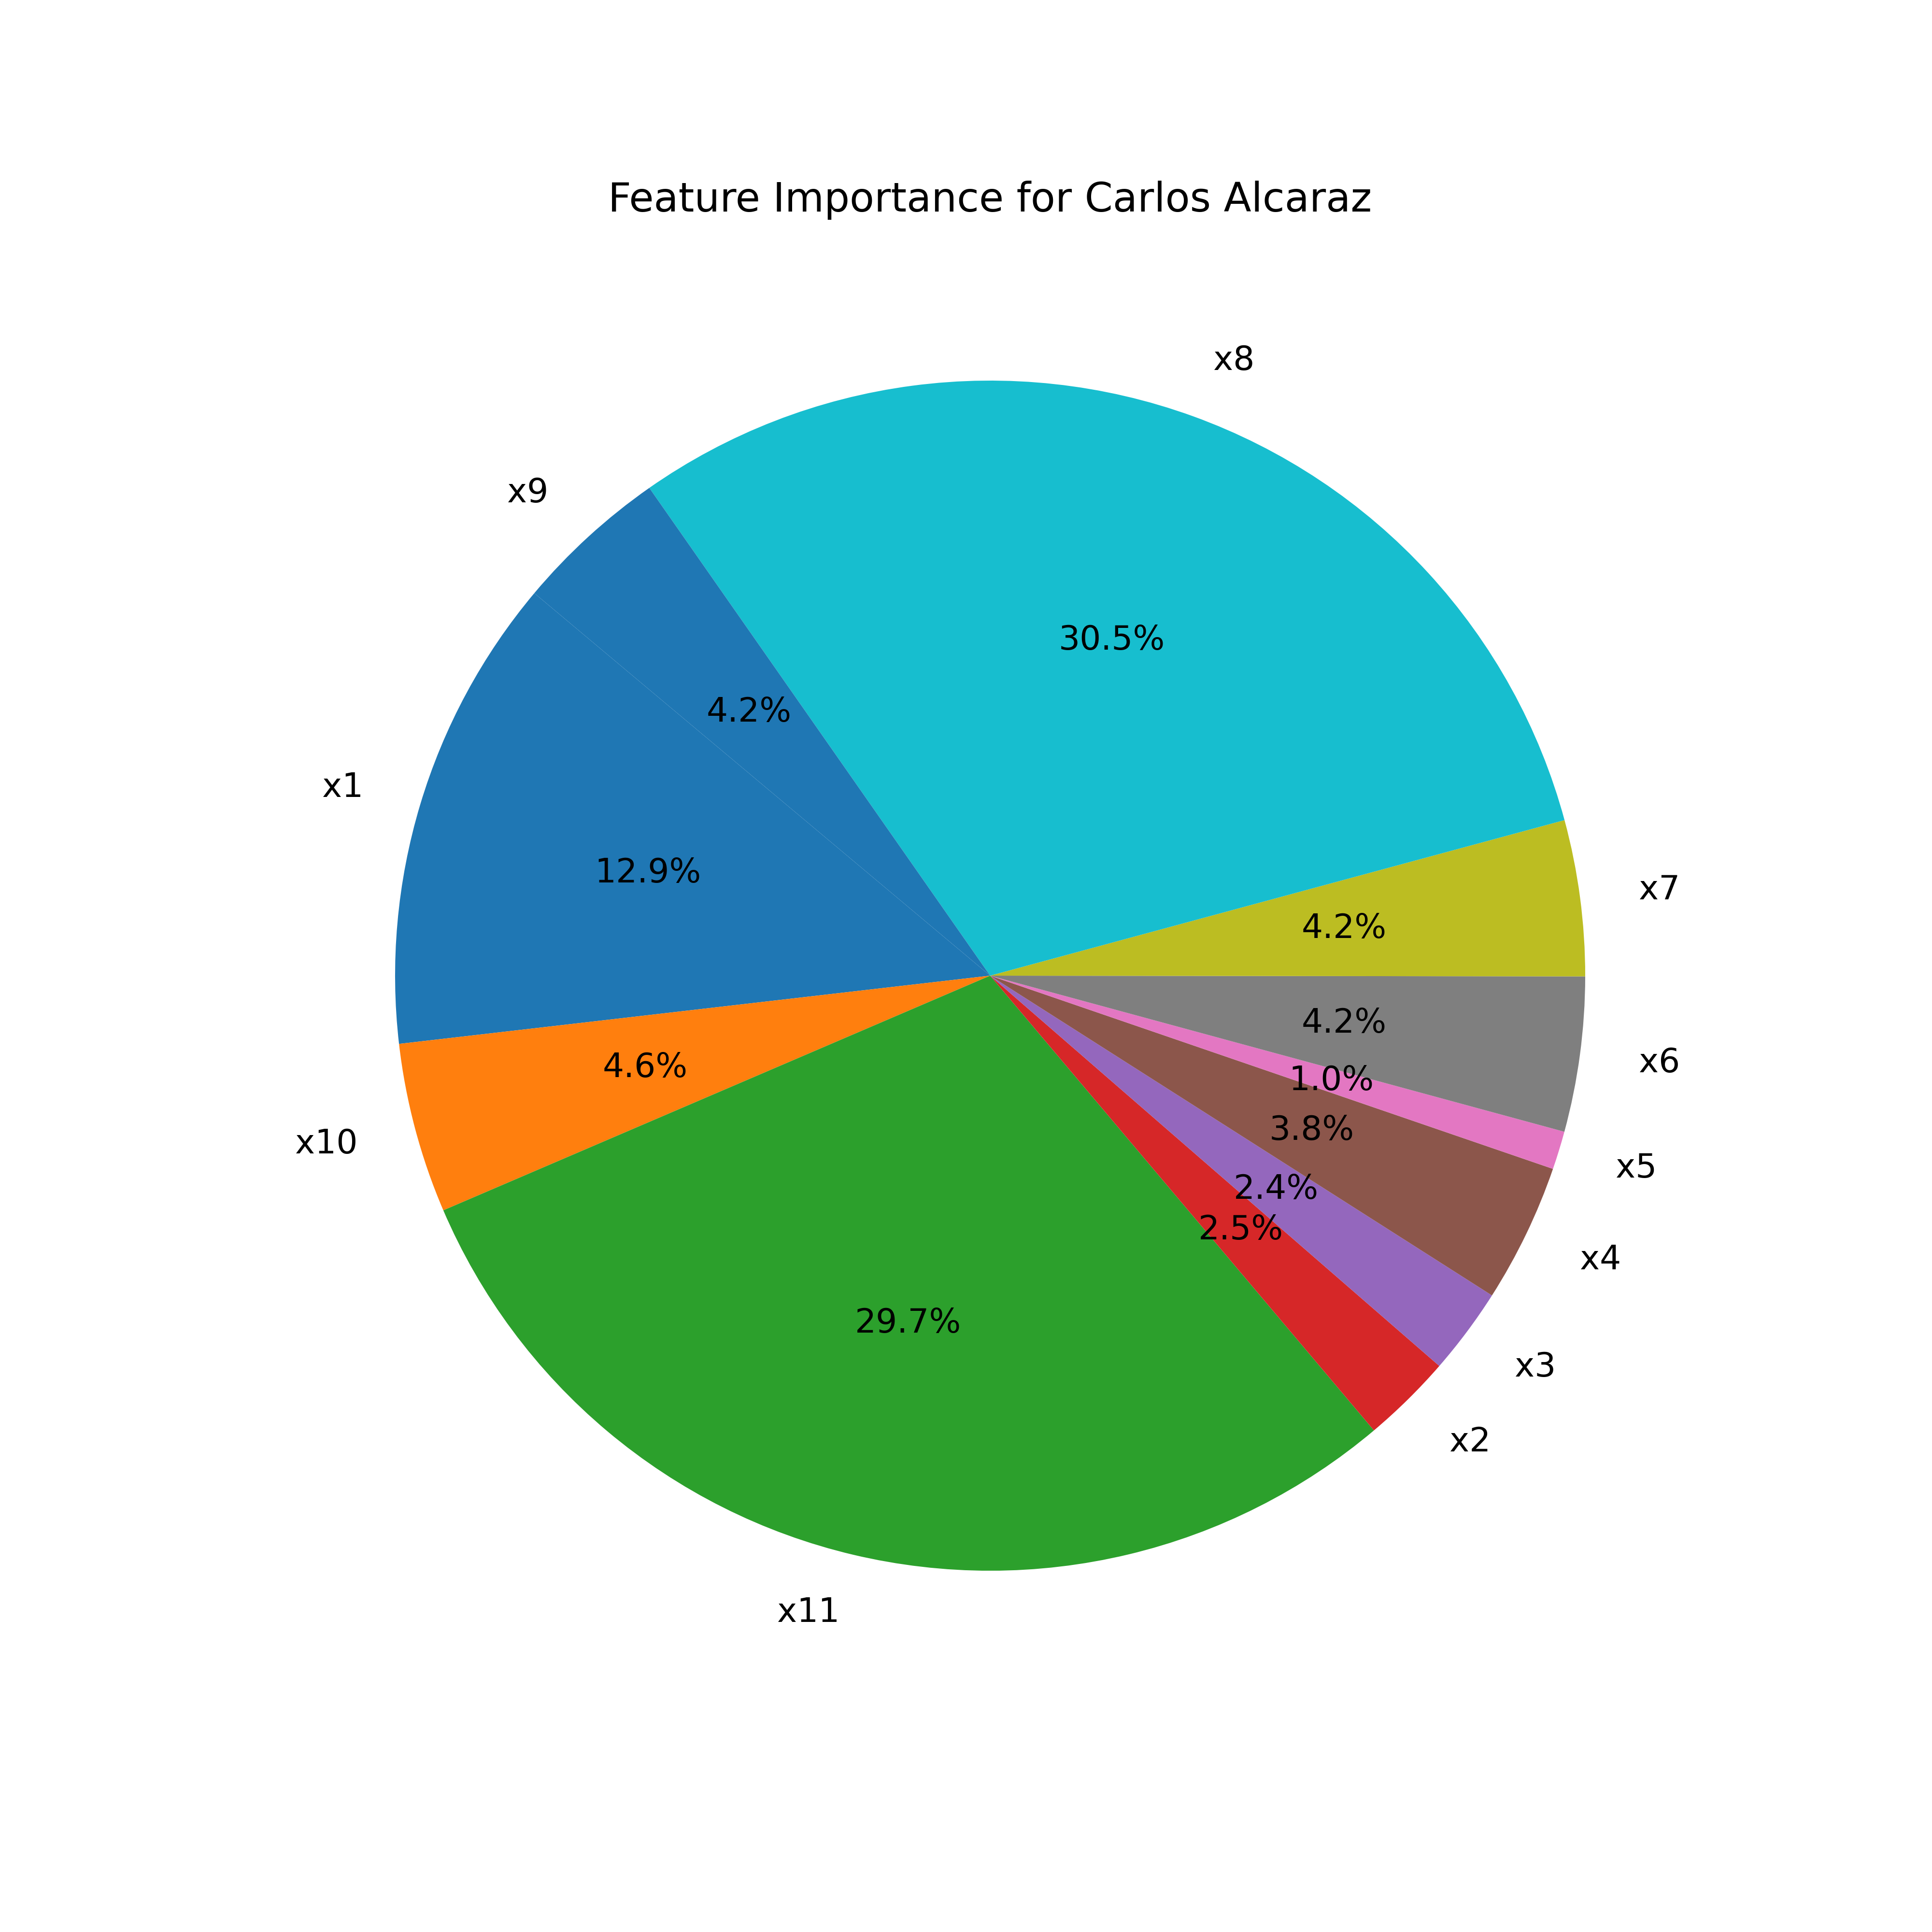 Feature Importance for Carlos Alcaraz
x8
x9
30.5%
4.2%
x1
12.9%
x7
4.2%
4.2%
x6
4.6%
1.0%
x10
3.8%
x5
2.4%
2.5%
x4
29.7%
x3
x2
x11